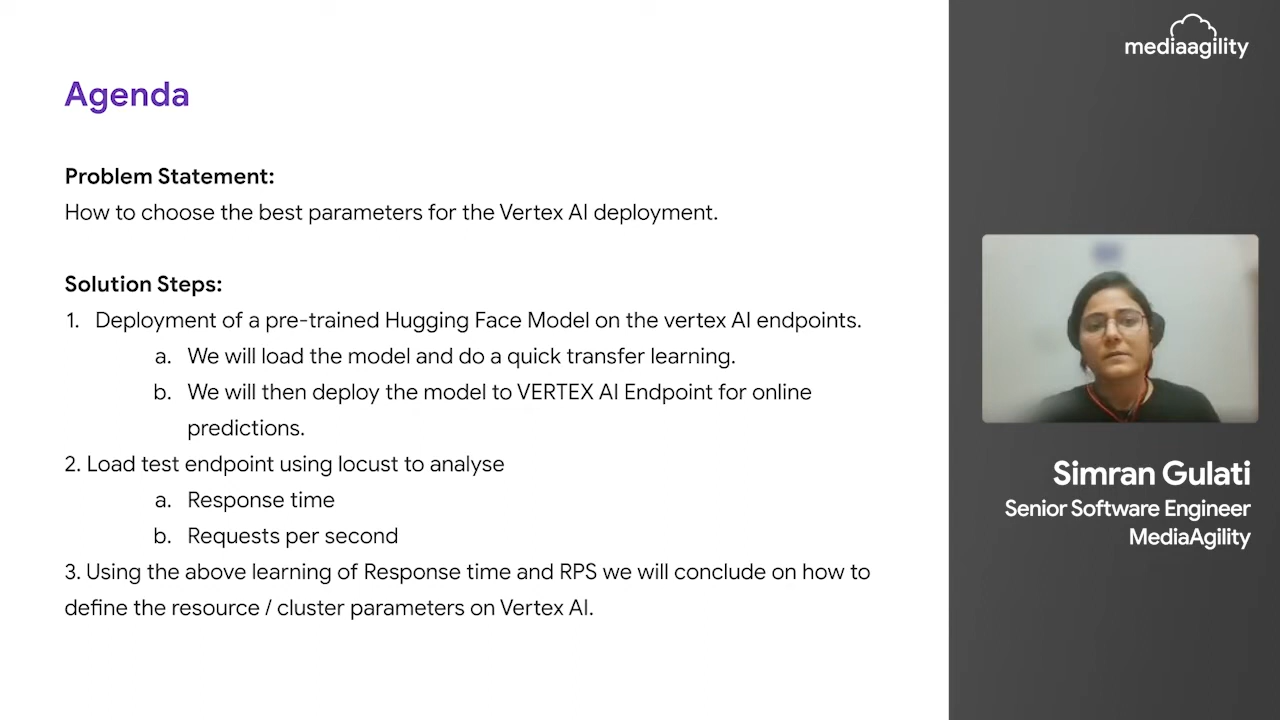 mediaagility
Agenda
Problem Statement:
How to choose the best parameters for the Vertex AI deployment.
Solution Steps:
1. Deployment of a pre-trained Hugging Face Model on the vertex AI endpoints.
a. We will load the model and do a quick transfer learning.
b. We will then deploy the model to VERTEX AI Endpoint for online
predictions.
2. Load test endpoint using locust to analyse
a. Response time
b. Requests per second
3. Using the above learning of Response time and RPS we will conclude on how to
define the resource / cluster parameters on Vertex AI.
Simran Gulati
Senior Software Engineer
MediaAgility